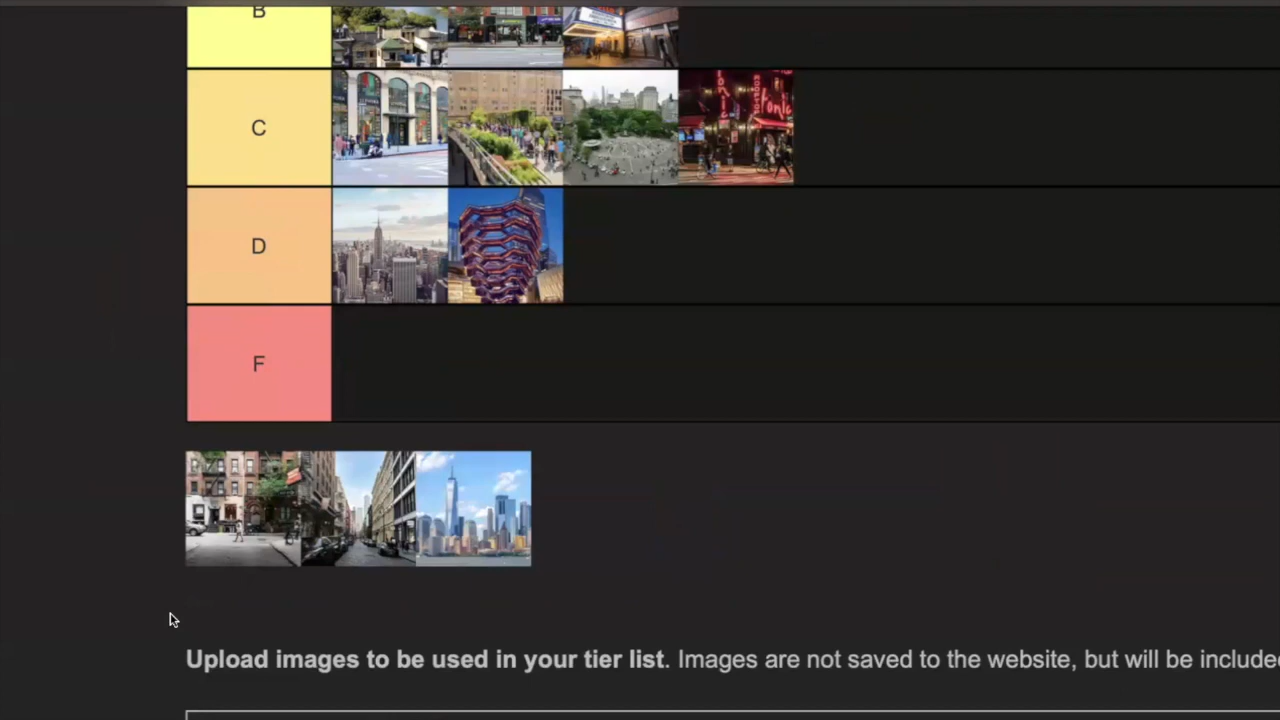 B
C
D
F
Upload images to be used in your tier list. Images are not saved to the website, but will be include